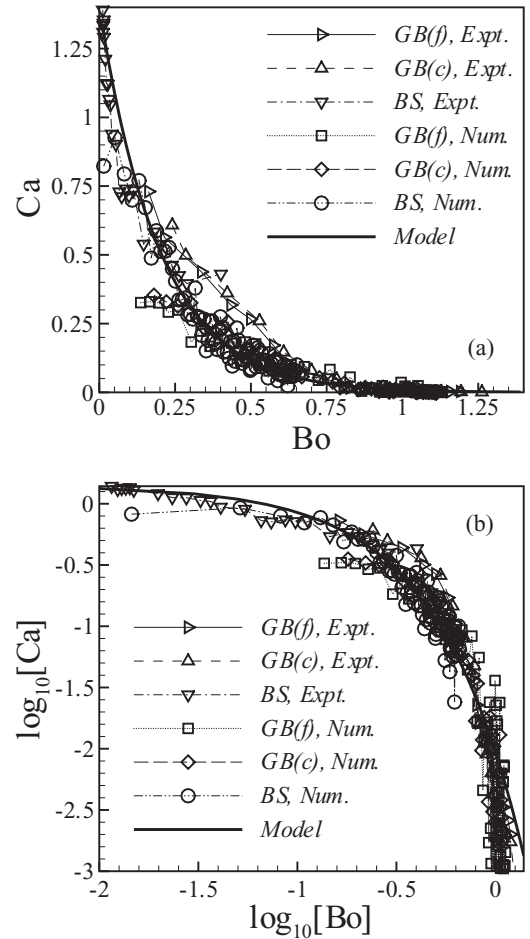 1.25
1
0.75
0.5
0.25
0
Ca
GB(f), Expt.
GB(c), Expt.
BS, Expt.
GB(f), Num.
GB(c), Num.
BS, Num.
Model
(a)
0 0.25 0.5 0.75 1 1.25
Bo
0
-0.5
-1
-1.5
-2
-2.5
-3
log10[Ca]
(b)
GB(f), Expt.
GB(c), Expt.
BS, Expt.
GB(f), Num.
GB(c), Num.
BS, Num.
Model
-2 -1.5 -1 -0.5 0
log10[Bo]